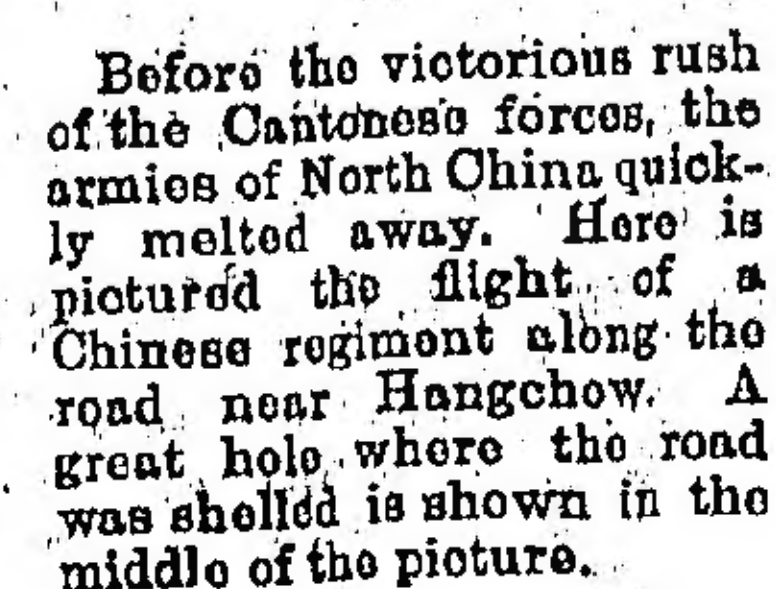 Before the victorious rush
of the Cantonese forces, the
armies of North China quick-
ly melted away. Here is
pictured the flight of a
Chinese regiment along the
road near Hangchow. A
great hole where the road
was shelled is shown in the
middle of the picture.